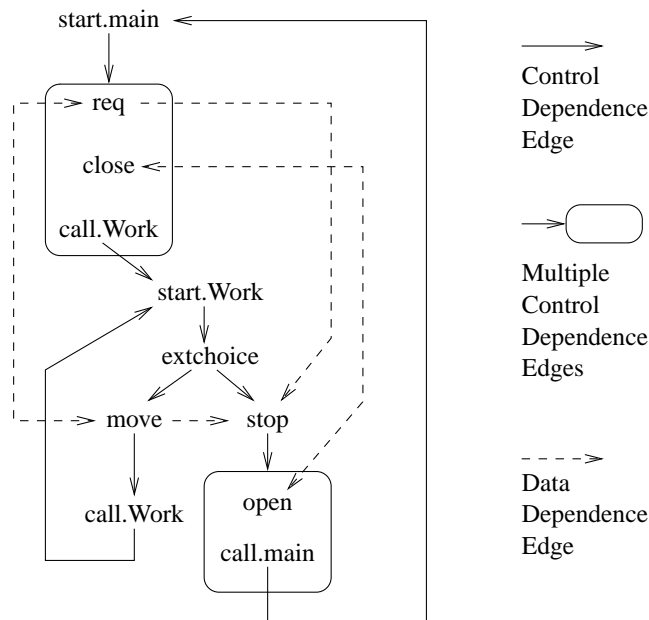 start.main
req
close
call.Work
start.Work
extchoice
move
stop
call.Work
open
call.main
Control
Dependence
Edge
Multiple
Control
Dependence
Edges
Data
Dependence
Edge